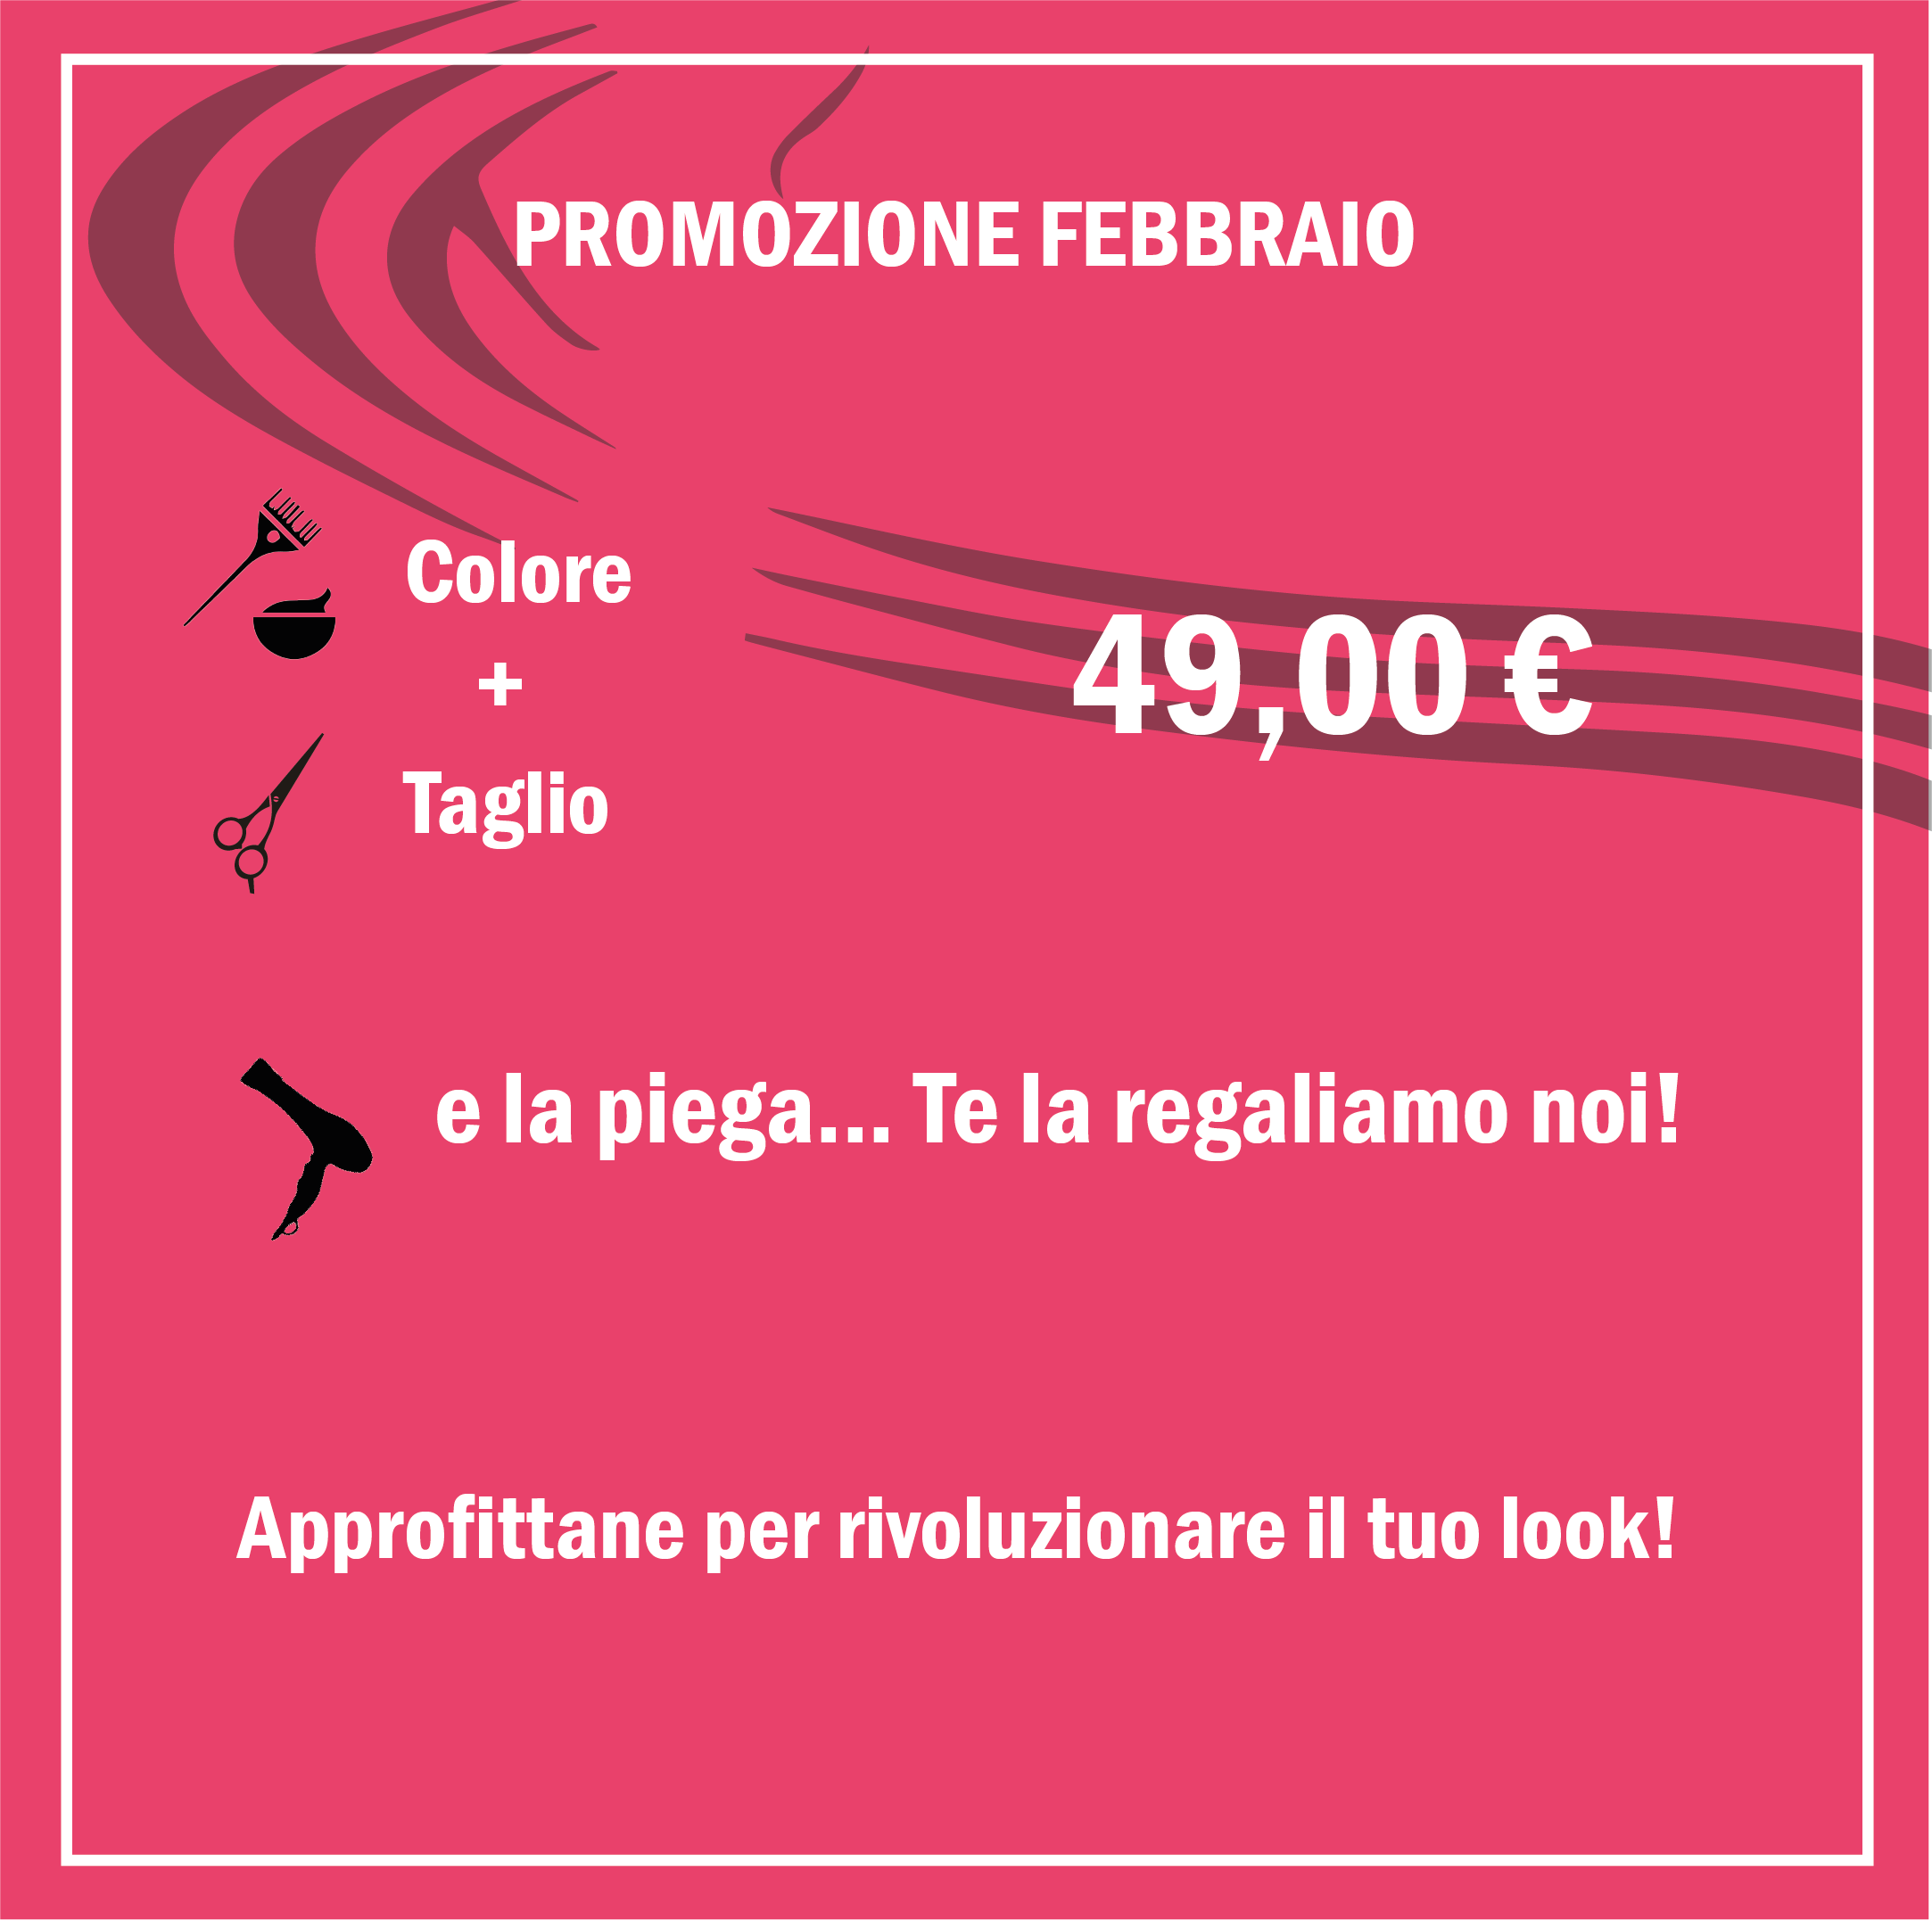 PROMOZIONE FEBBRAIO
Colore
+
Taglio
49,00 €
e la piega... Te la regaliamo noi!
Approfittane per rivoluzionare il tuo look!